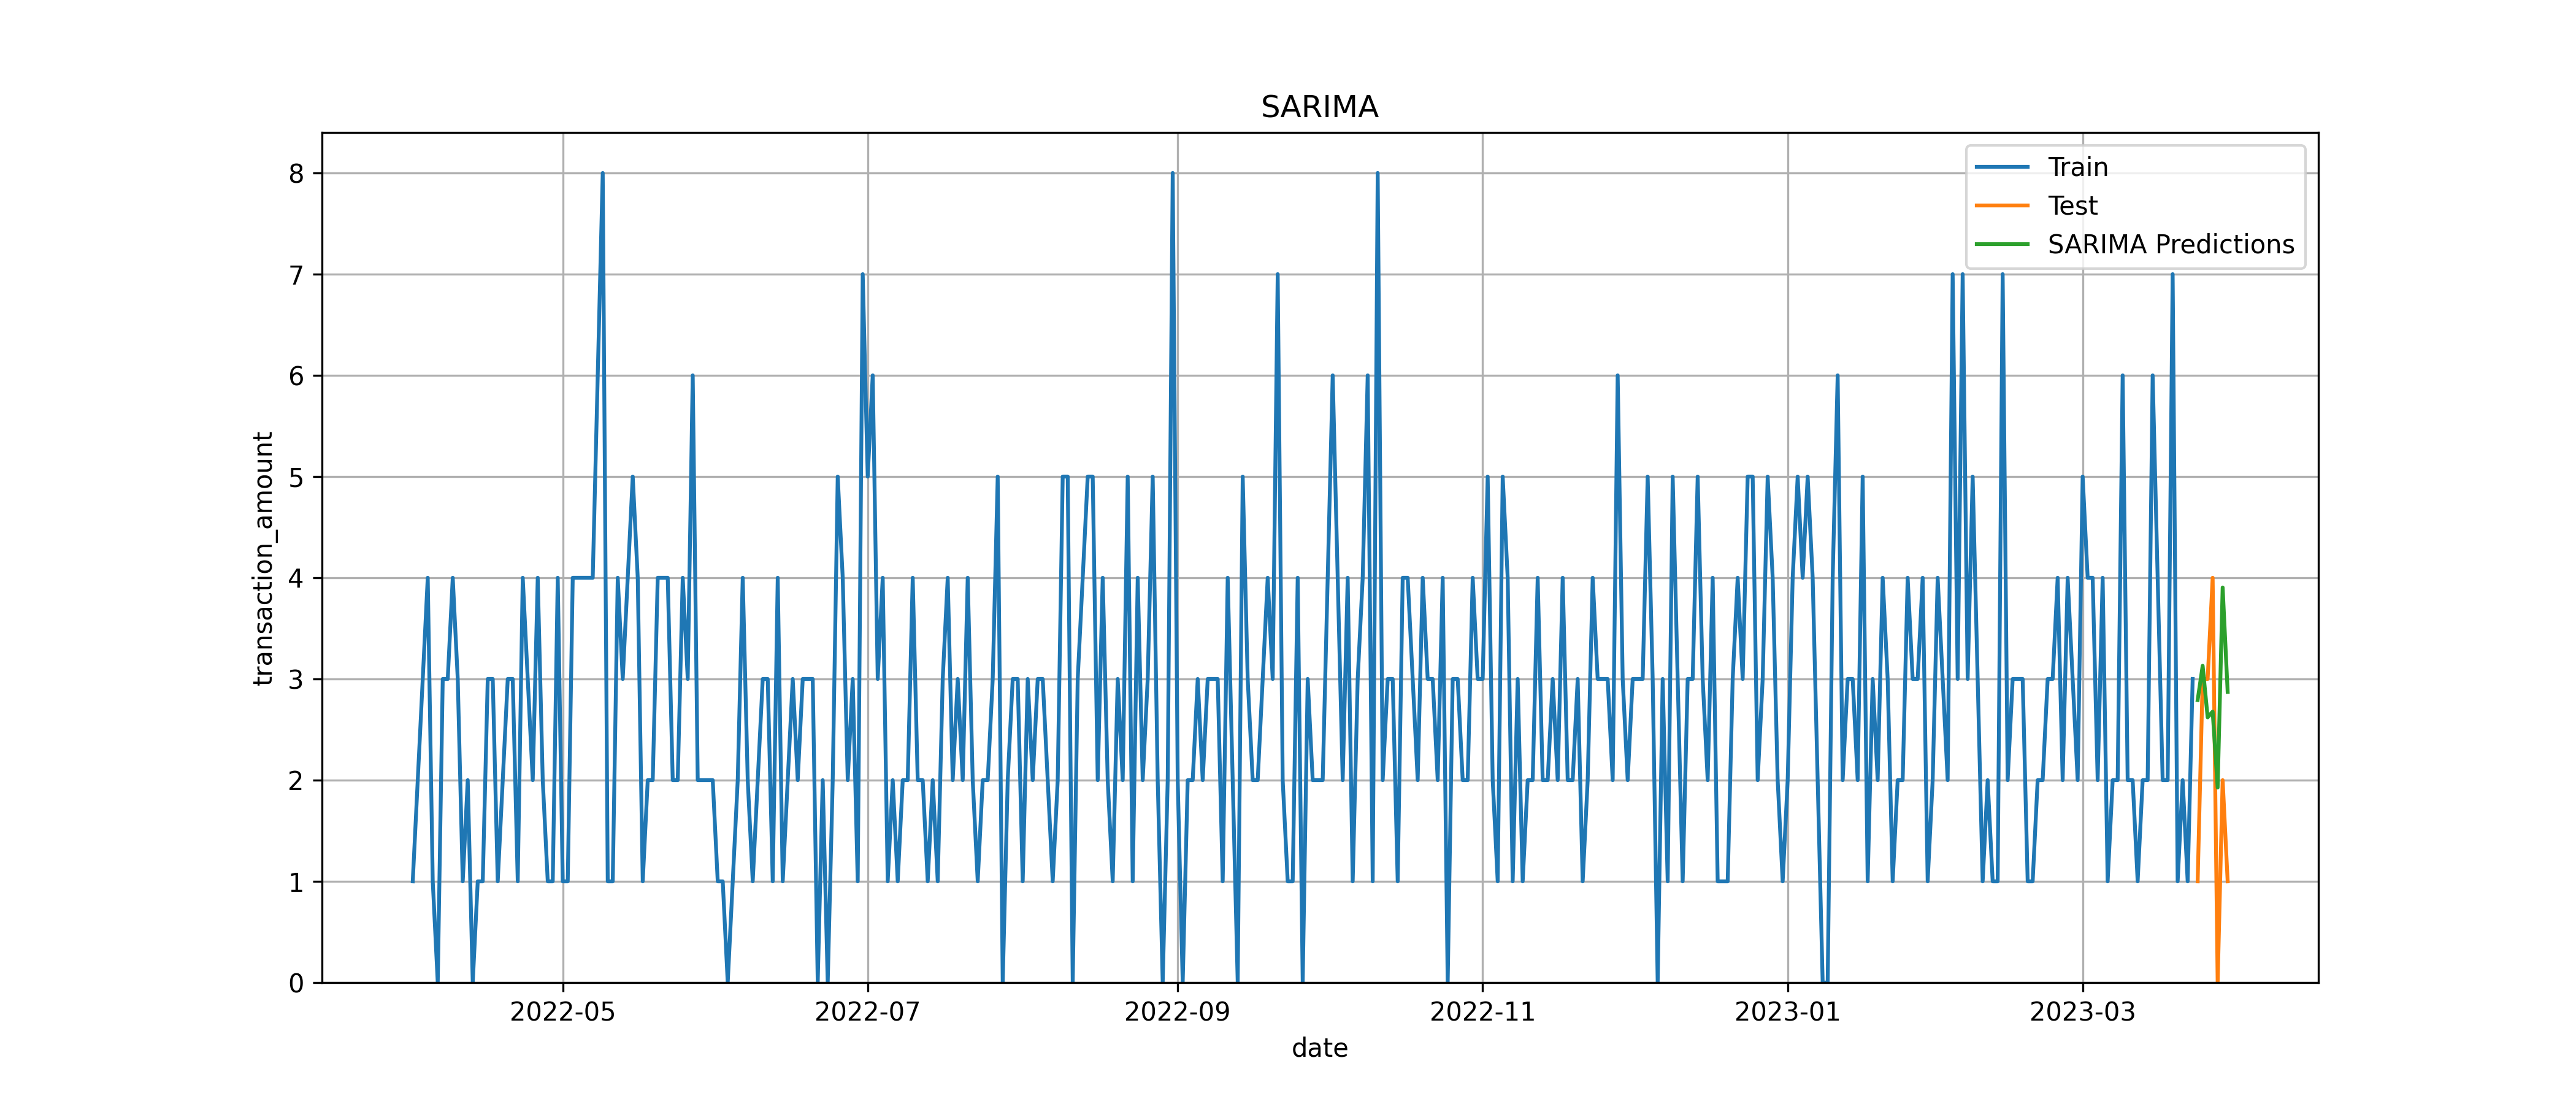 SARIMA
Train
Test
SARIMA Predictions
8
7
6
5
4
3
2
1
0
transaction_amount
2022-05
2022-07
2022-09
2022-11
2023-01
2023-03
date